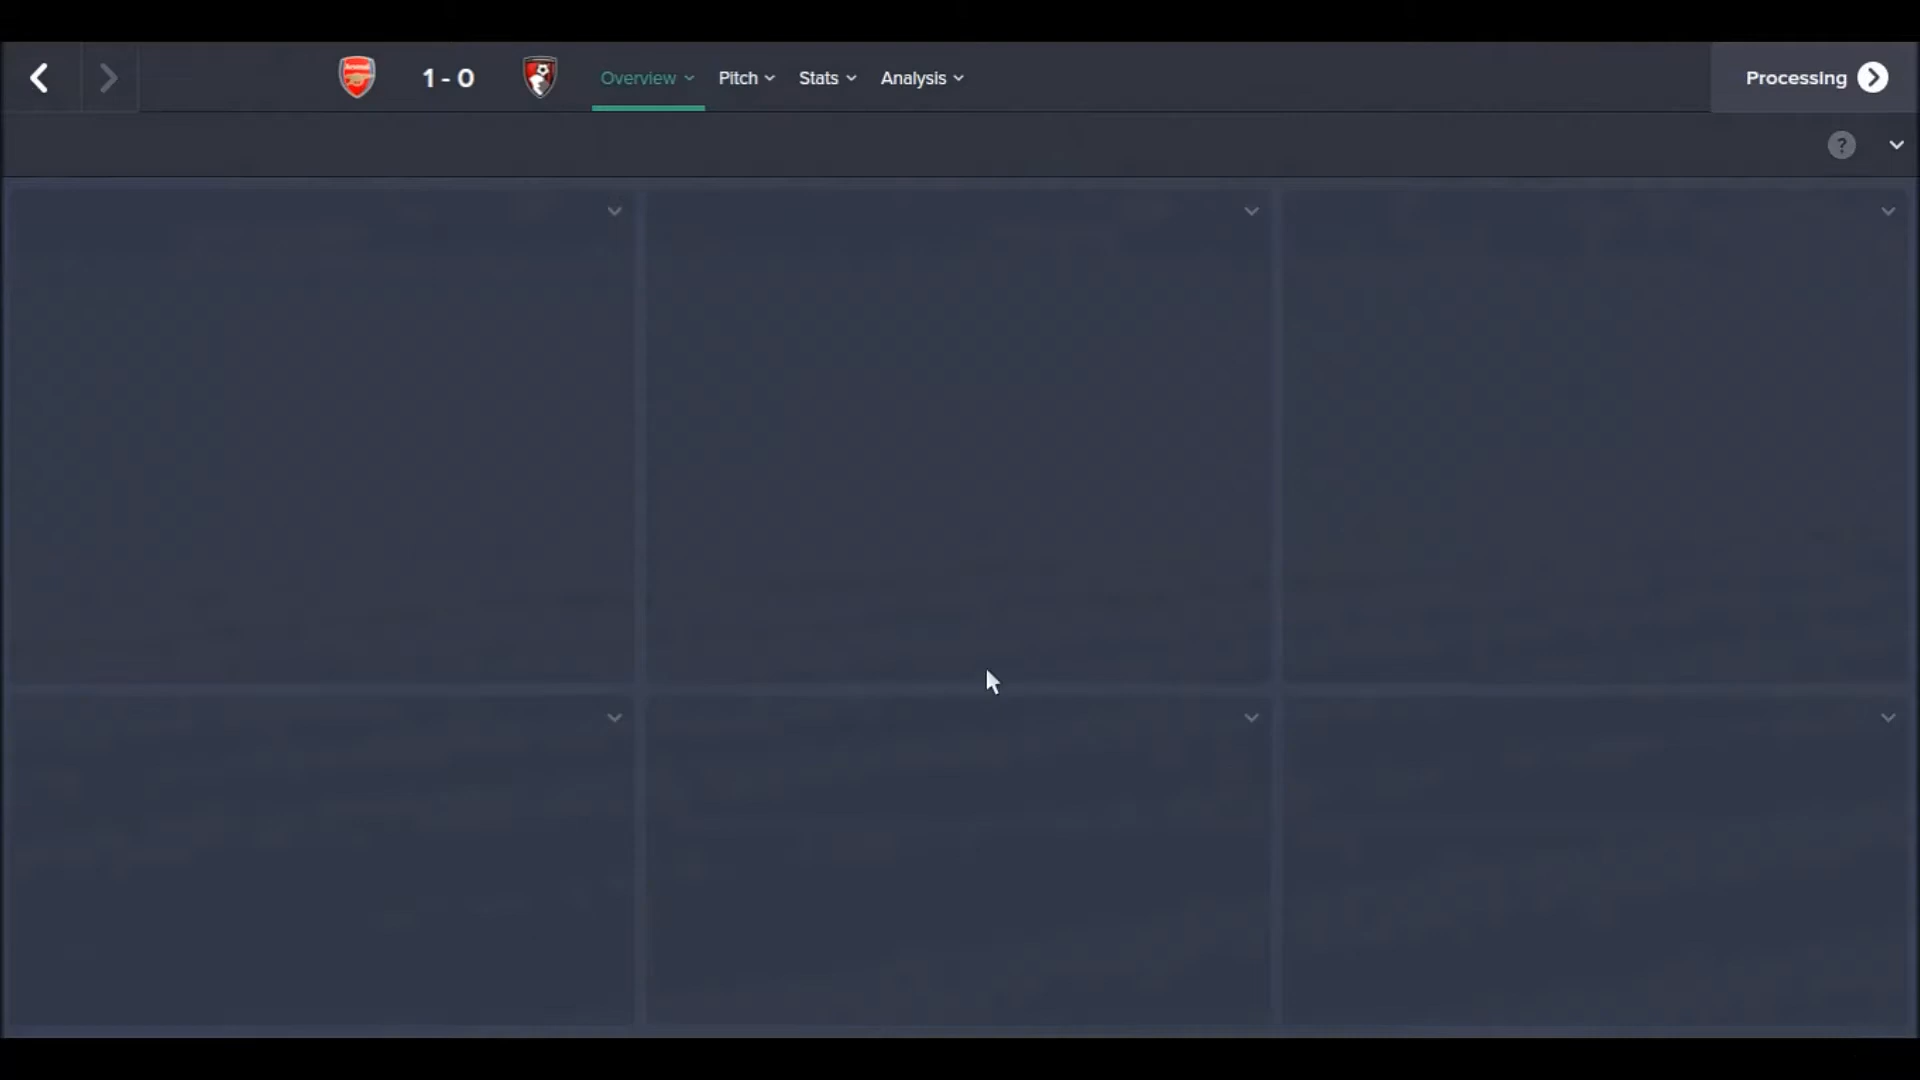 1 - 0
Overview
Pitch
Stats
Analysis
Processing
?